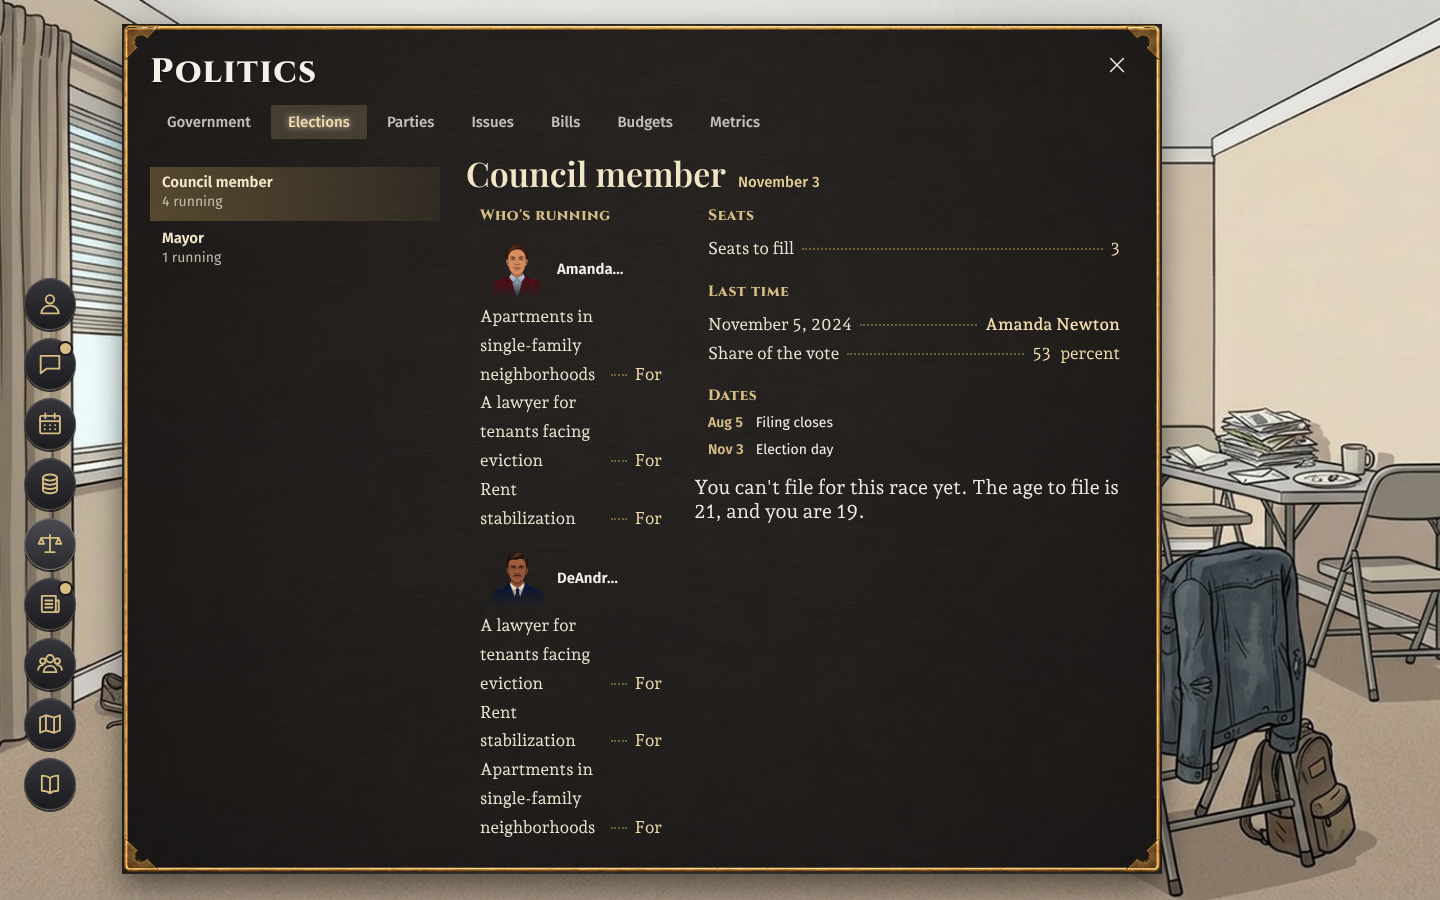 Politics
Government Elections Parties Issues Bills Budgets Metrics
Council member
4 running
Mayor
1 running
Council member November 3
Who's running
Amanda...
Apartments in
single-family
neighborhoods For
A lawyer for
tenants facing
eviction For
Rent
stabilization For
DeAndr...
A lawyer for
tenants facing
eviction For
Rent
stabilization For
Apartments in
single-family
neighborhoods For
Seats
Seats to fill 3
Last time
November 5, 2024 Amanda Newton
Share of the vote 53 percent
Dates
Aug 5 Filing closes
Nov 3 Election day
You can't file for this race yet. The age to file is
21, and you are 19.